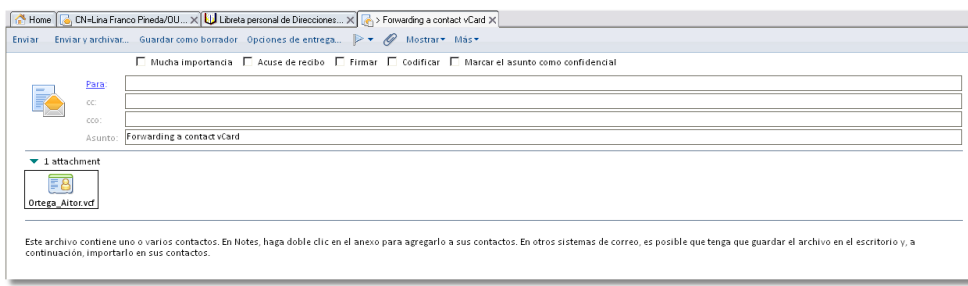 Home CN=Lina Franco Pineda/OU... Libreta personal de Direcciones... > Forwarding a contact vCard
Enviar Enviar y archivar... Guardar como borrador Opciones de entrega... Mostrar Más
Mucha importancia Acuse de recibo Firmar Codificar Marcar el asunto como confidencial
Para:
cc:
cco:
Asunto: Forwarding a contact vCard
1 attachment
Ortega_Aitor.vcf
Este archivo contiene uno o varios contactos. En Notes, haga doble clic en el anexo para agregarlo a sus contactos. En otros sistemas de correo, es posible que tenga que guardar el archivo en el escritorio y, a
continuación, importarlo en sus contactos.